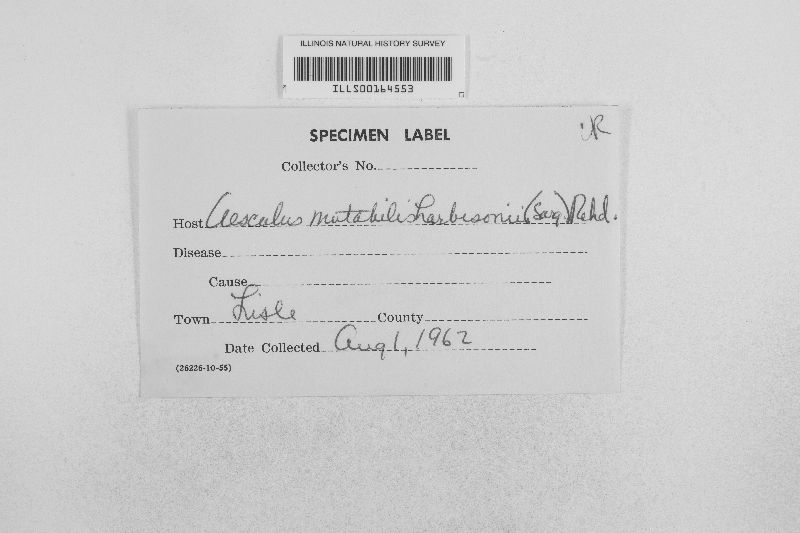 ILLINOIS NATURAL HISTORY SURVEY
ILLS00164553
SPECIMEN LABEL
Collector's No.
Host Aesculus mutabilis harbisonii (Sarg.) Rehd.
Disease
Cause
Town Lisle County
Date Collected Aug 1, 1962
(26226-10-55)